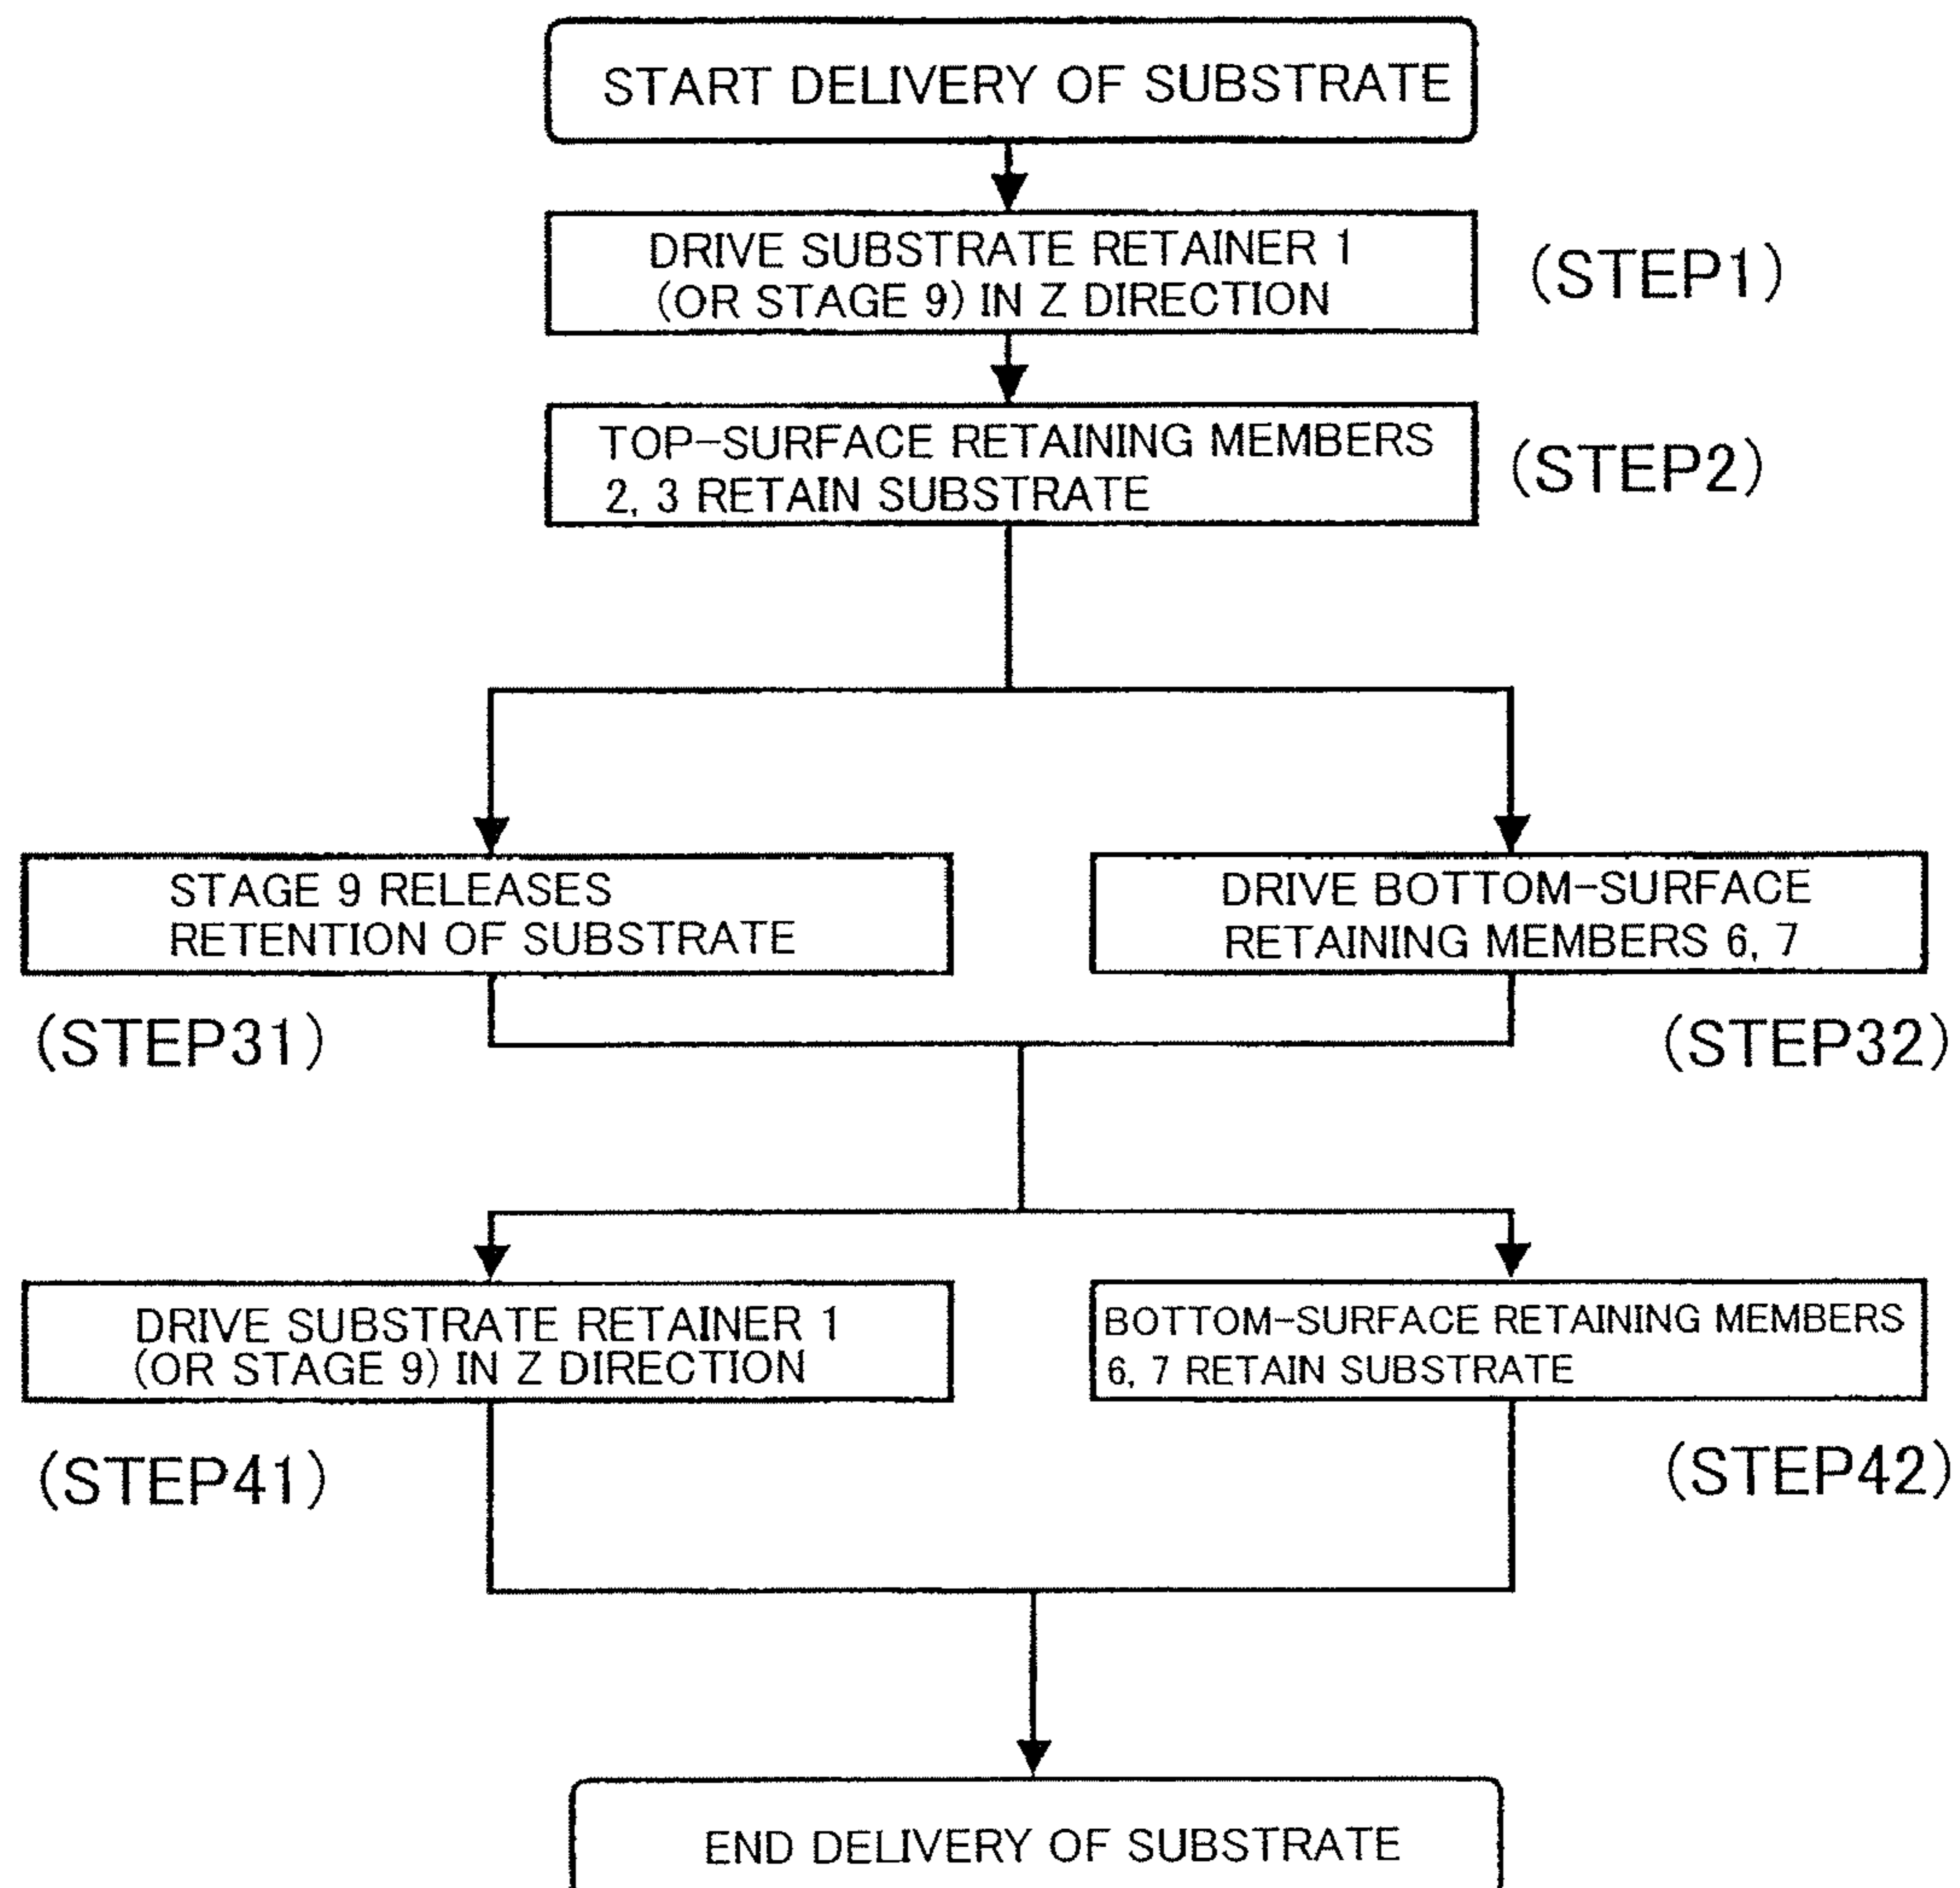 START DELIVERY OF SUBSTRATE
DRIVE SUBSTRATE RETAINER 1
(OR STAGE 9) IN Z DIRECTION
(STEP1)
TOP-SURFACE RETAINING MEMBERS
2, 3 RETAIN SUBSTRATE
(STEP2)
STAGE 9 RELEASES
RETENTION OF SUBSTRATE
(STEP31)
DRIVE BOTTOM-SURFACE
RETAINING MEMBERS 6, 7
(STEP32)
DRIVE SUBSTRATE RETAINER 1
(OR STAGE 9) IN Z DIRECTION
(STEP41)
BOTTOM-SURFACE RETAINING MEMBERS
6, 7 RETAIN SUBSTRATE
(STEP42)
END DELIVERY OF SUBSTRATE